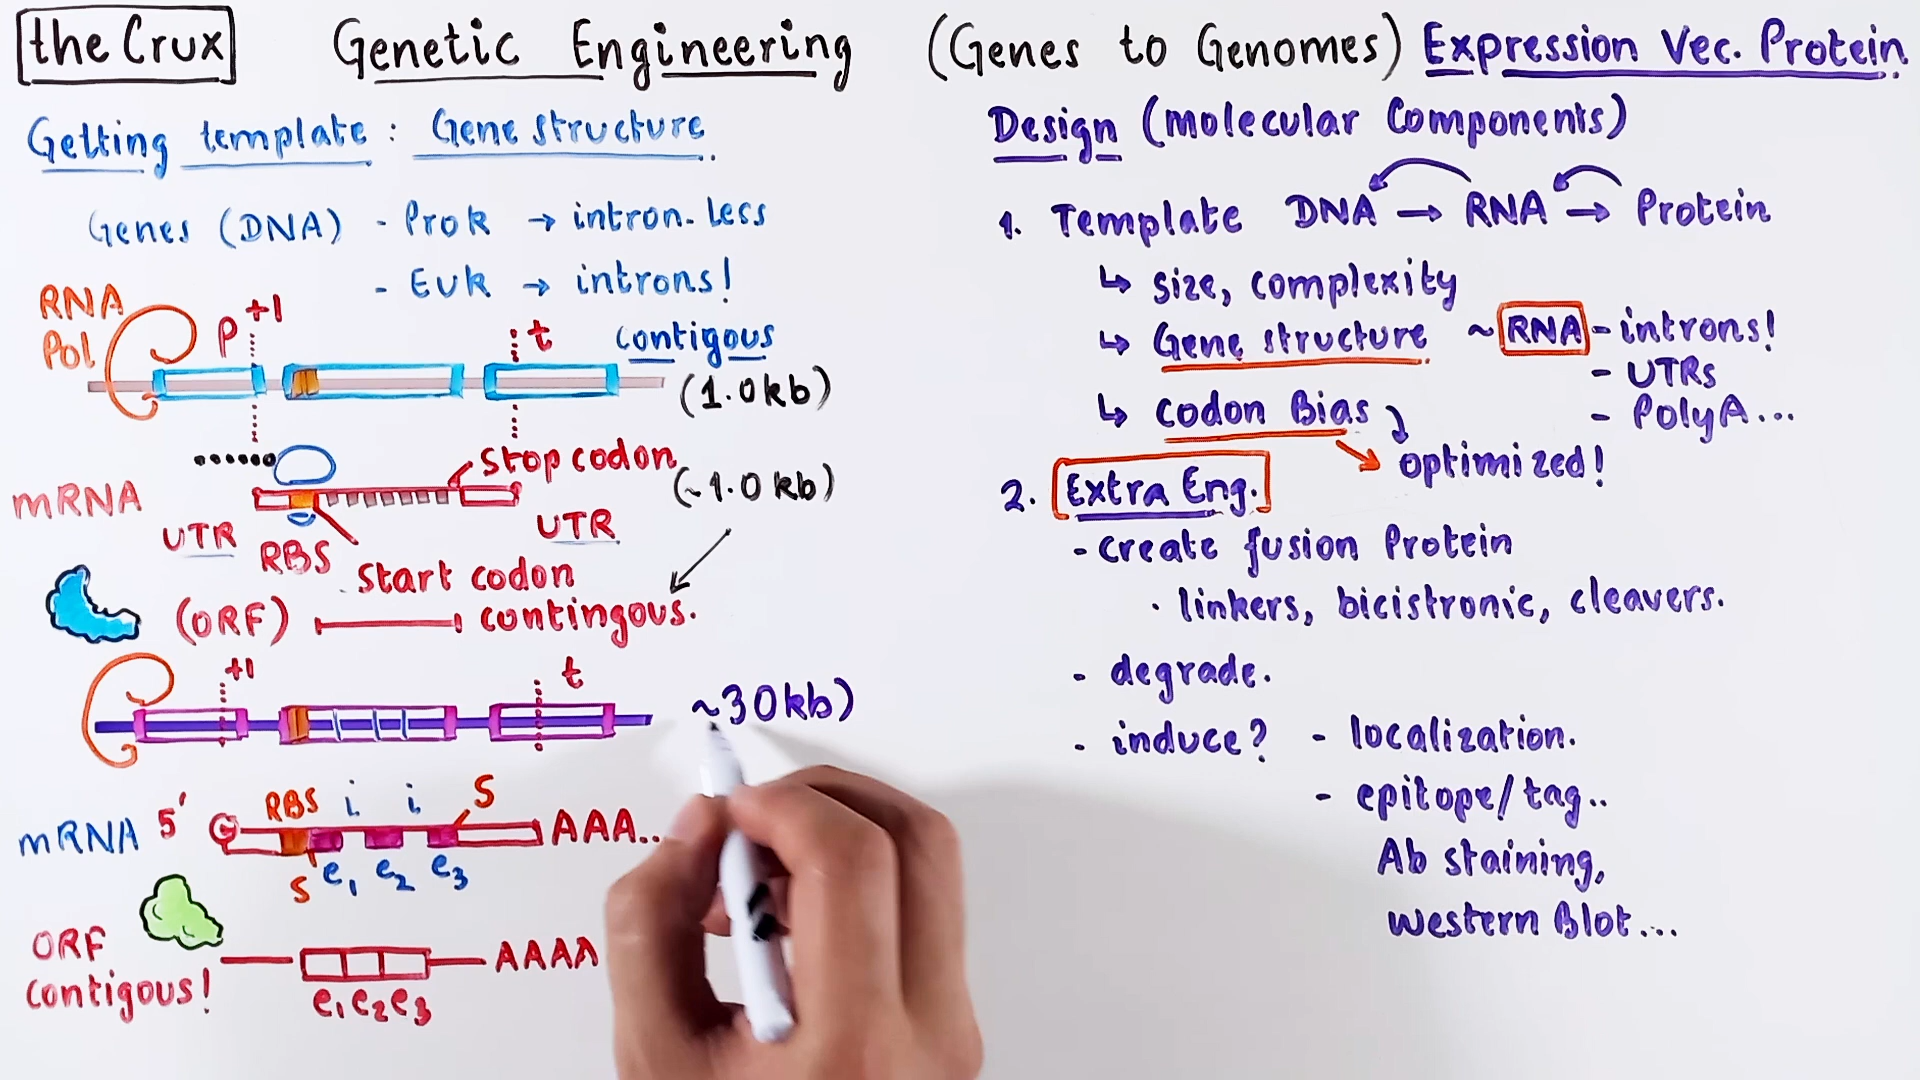 the Crux
Genetic Engineering (Genes to Genomes) Expression Vec. Protein
Getting template : Gene structure
Genes (DNA) - Prok → intron-less
- Euk → introns!
RNA
Pol
P +1
t
contigous
(1.0kb)
stop codon
(~1.0kb)
mRNA
UTR
RBS
UTR
start codon
(ORF)
contingous.
+1
t
~30kb)
mRNA 5' G RBS i i S AAA..
S e1 e2 e3
ORF
contigous!
AAAA
e1 e2 e3
Design (molecular Components)
1. Template DNA → RNA → Protein
↳ size, complexity
↳ Gene structure ~ RNA - introns!
- UTRs
- PolyA...
↳ codon Bias
optimized!
2. Extra Eng.
- create fusion Protein
· linkers, bicistronic, cleavers.
- degrade.
- induce? - localization.
- epitope/tag..
Ab staining,
western Blot...